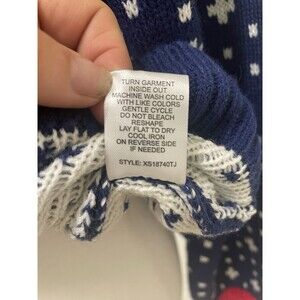 TURN GARMENT
INSIDE OUT
MACHINE WASH COLD
WITH LIKE COLORS
GENTLE CYCLE
DO NOT BLEACH
RESHAPE
LAY FLAT TO DRY
COOL IRON
ON REVERSE SIDE
IF NEEDED
STYLE: XS18740TJ